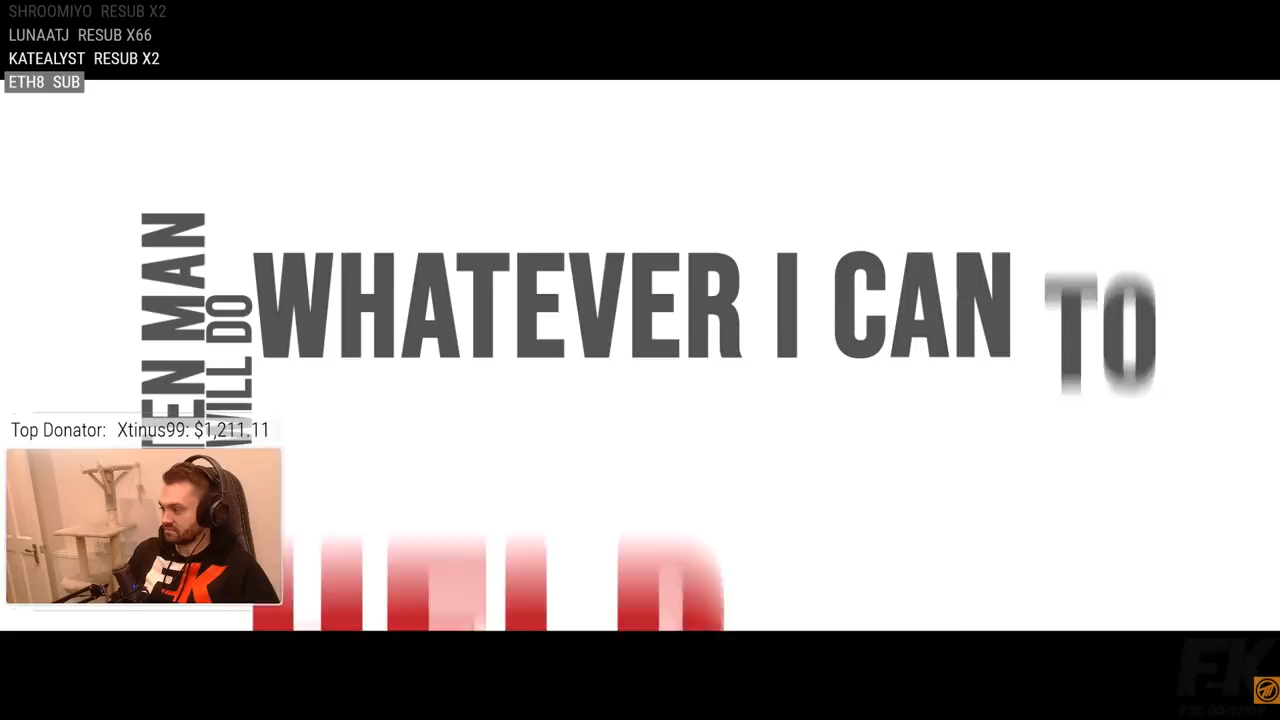 SHROOMIYO RESUB X2
LUNAATJ RESUB X66
KATEALYST RESUB X2
ETH8 SUB
MAN
WILL DO
WHATEVER I CAN TO
HELP
Top Donator: Xtinus99: $1,211.11